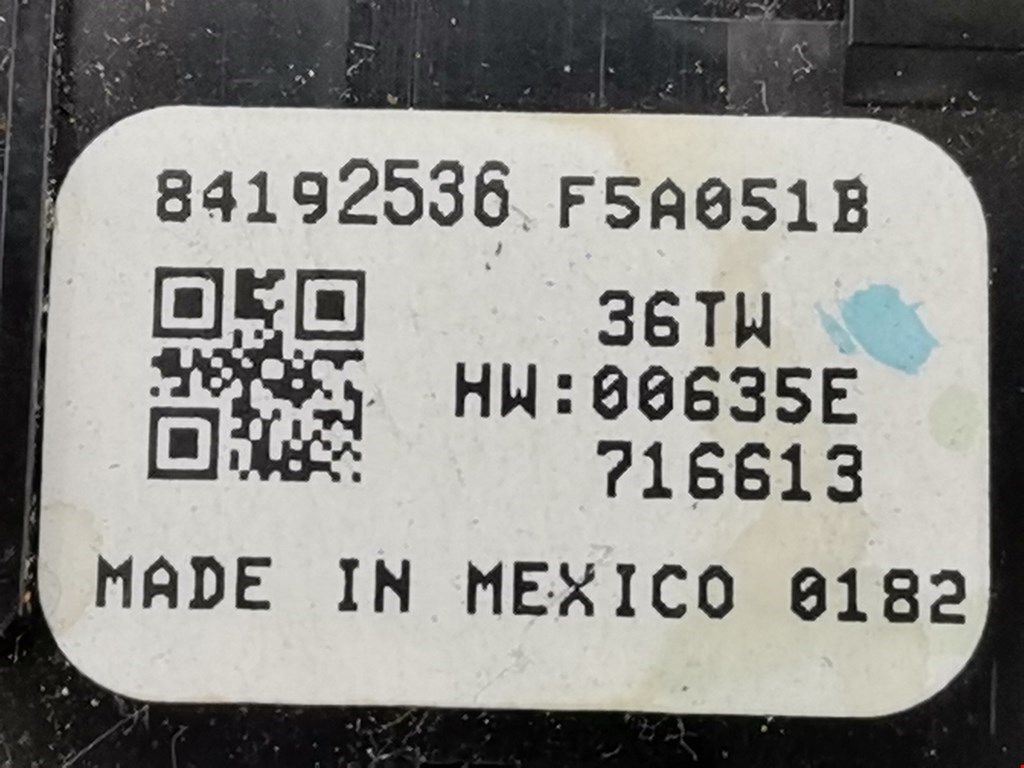 84192536 F5A051B
36TW
HW:00635E
716613
MADE IN MEXICO 0182